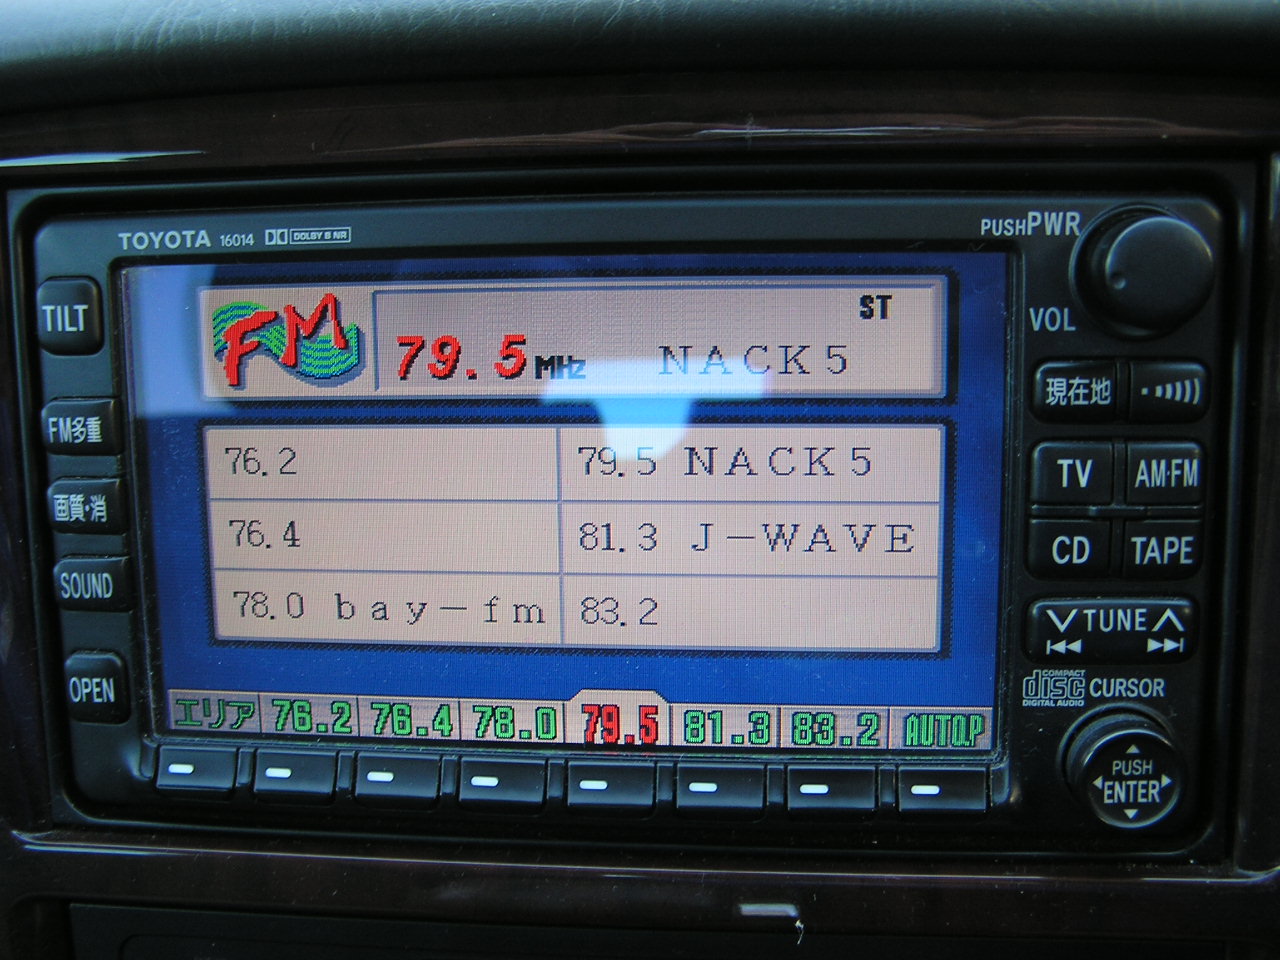 TOYOTA 16014 DOLBY B NR
PUSH PWR
VOL
TILT
FM多重
画質・消
SOUND
OPEN
FM
79.5MHz NACK5
ST
76.2
79.5 NACK5
76.4
81.3 J-WAVE
78.0 bay-fm
83.2
エリア 76.2 76.4 78.0 79.5 81.3 83.2 AUTO.P
現在地
TV AM·FM
CD TAPE
TUNE
COMPACT
disc
DIGITAL AUDIO
CURSOR
PUSH
ENTER